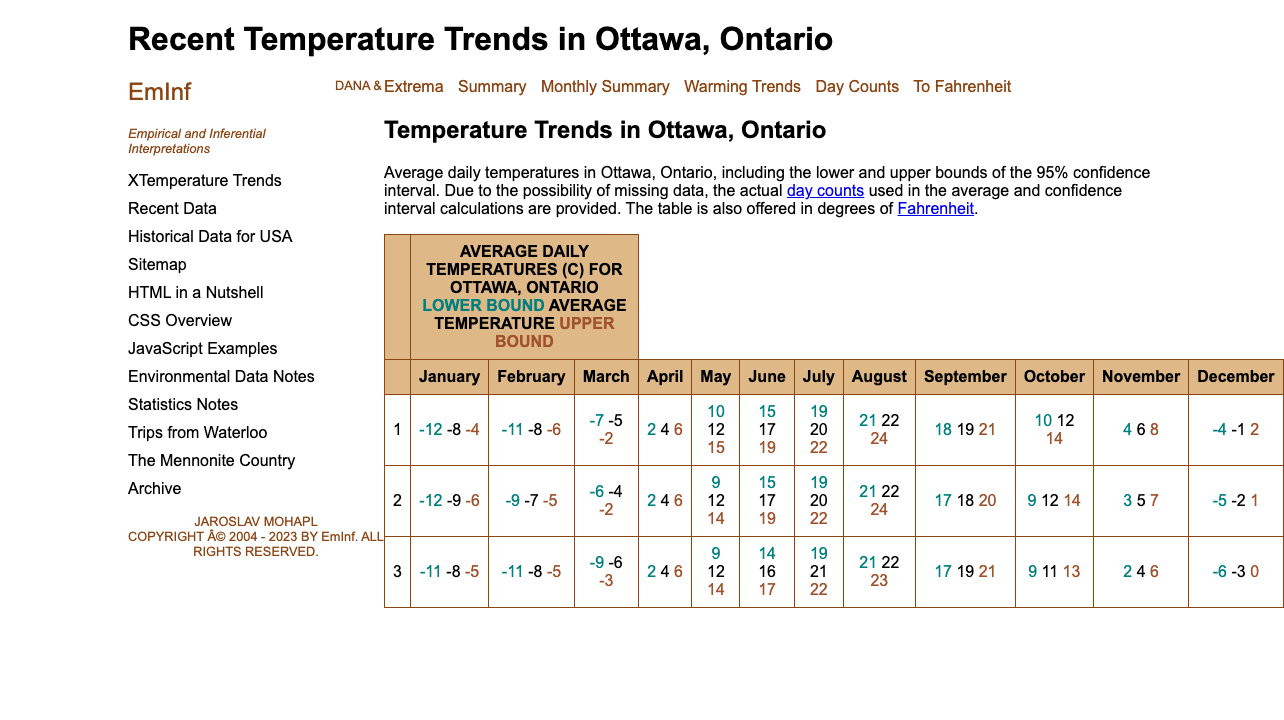 Recent Temperature Trends in Ottawa, Ontario
EmInf
DANA &
Empirical and Inferential
Interpretations
XTemperature Trends
Recent Data
Historical Data for USA
Sitemap
HTML in a Nutshell
CSS Overview
JavaScript Examples
Environmental Data Notes
Statistics Notes
Trips from Waterloo
The Mennonite Country
Archive
JAROSLAV MOHAPL
COPYRIGHT Â© 2004 - 2023 BY EmInf. ALL
RIGHTS RESERVED.
Extrema Summary Monthly Summary Warming Trends Day Counts To Fahrenheit
Temperature Trends in Ottawa, Ontario
Average daily temperatures in Ottawa, Ontario, including the lower and upper bounds of the 95% confidence
interval. Due to the possibility of missing data, the actual day counts used in the average and confidence
interval calculations are provided. The table is also offered in degrees of Fahrenheit.
AVERAGE DAILY
TEMPERATURES (C) FOR
OTTAWA, ONTARIO
LOWER BOUND AVERAGE
TEMPERATURE UPPER
BOUND
January February March April May June July August September October November December
1 -12 -8 -4 -11 -8 -6 -7 -5 -2 2 4 6 10 12 15 15 17 19 19 20 22 21 22 24 18 19 21 10 12 14 4 6 8 -4 -1 2
2 -12 -9 -6 -9 -7 -5 -6 -4 -2 2 4 6 9 12 14 15 17 19 19 20 22 21 22 24 17 18 20 9 12 14 3 5 7 -5 -2 1
3 -11 -8 -5 -11 -8 -5 -9 -6 -3 2 4 6 9 12 14 14 16 17 19 21 22 21 22 23 17 19 21 9 11 13 2 4 6 -6 -3 0